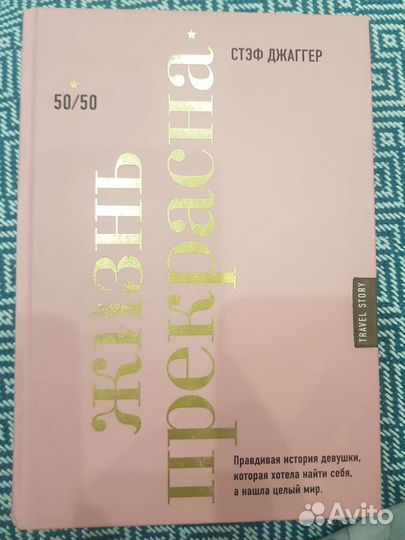 СТЭФ ДЖАГГЕР
50/50
жизнь
прекрасна
TRAVEL STORY
Правдивая история девушки,
которая хотела найти себя,
а нашла целый мир.
Avito